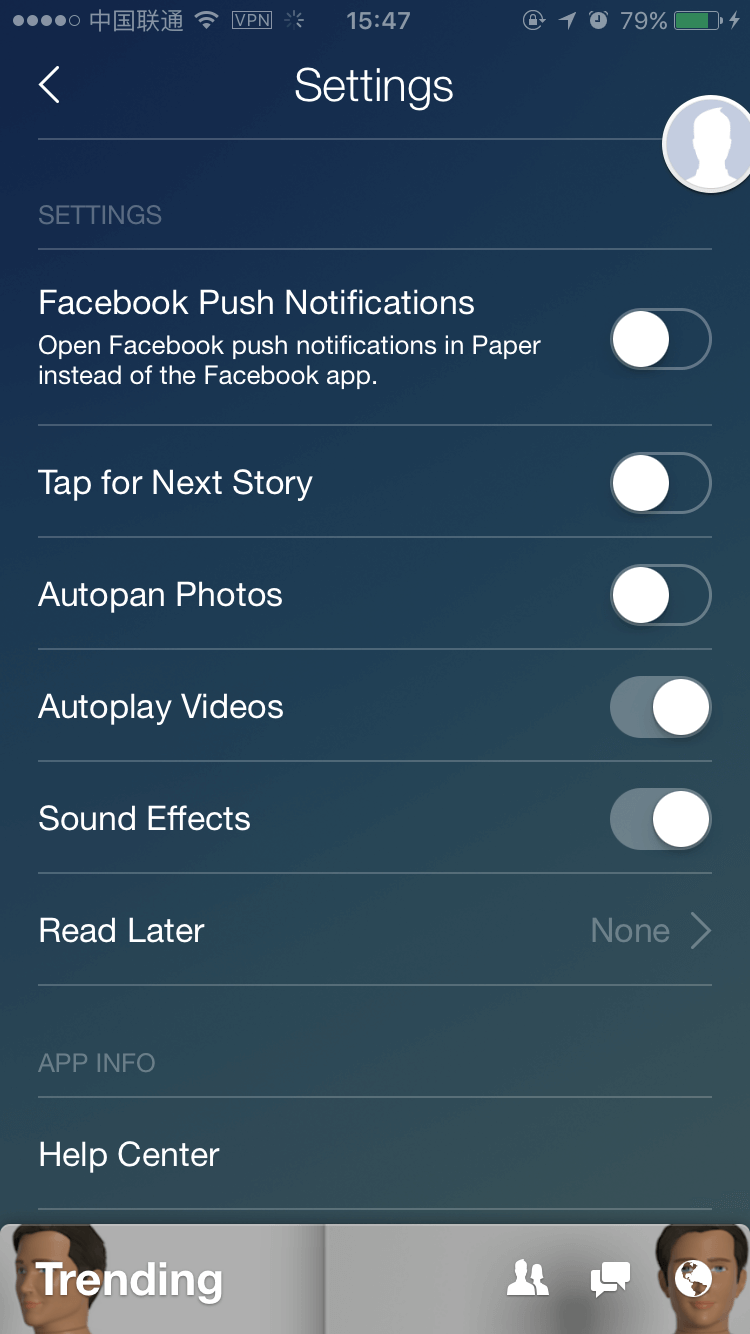 中国联通 VPN 15:47 79%
Settings
SETTINGS
Facebook Push Notifications
Open Facebook push notifications in Paper
instead of the Facebook app.
Tap for Next Story
Autopan Photos
Autoplay Videos
Sound Effects
Read Later None
APP INFO
Help Center
Trending